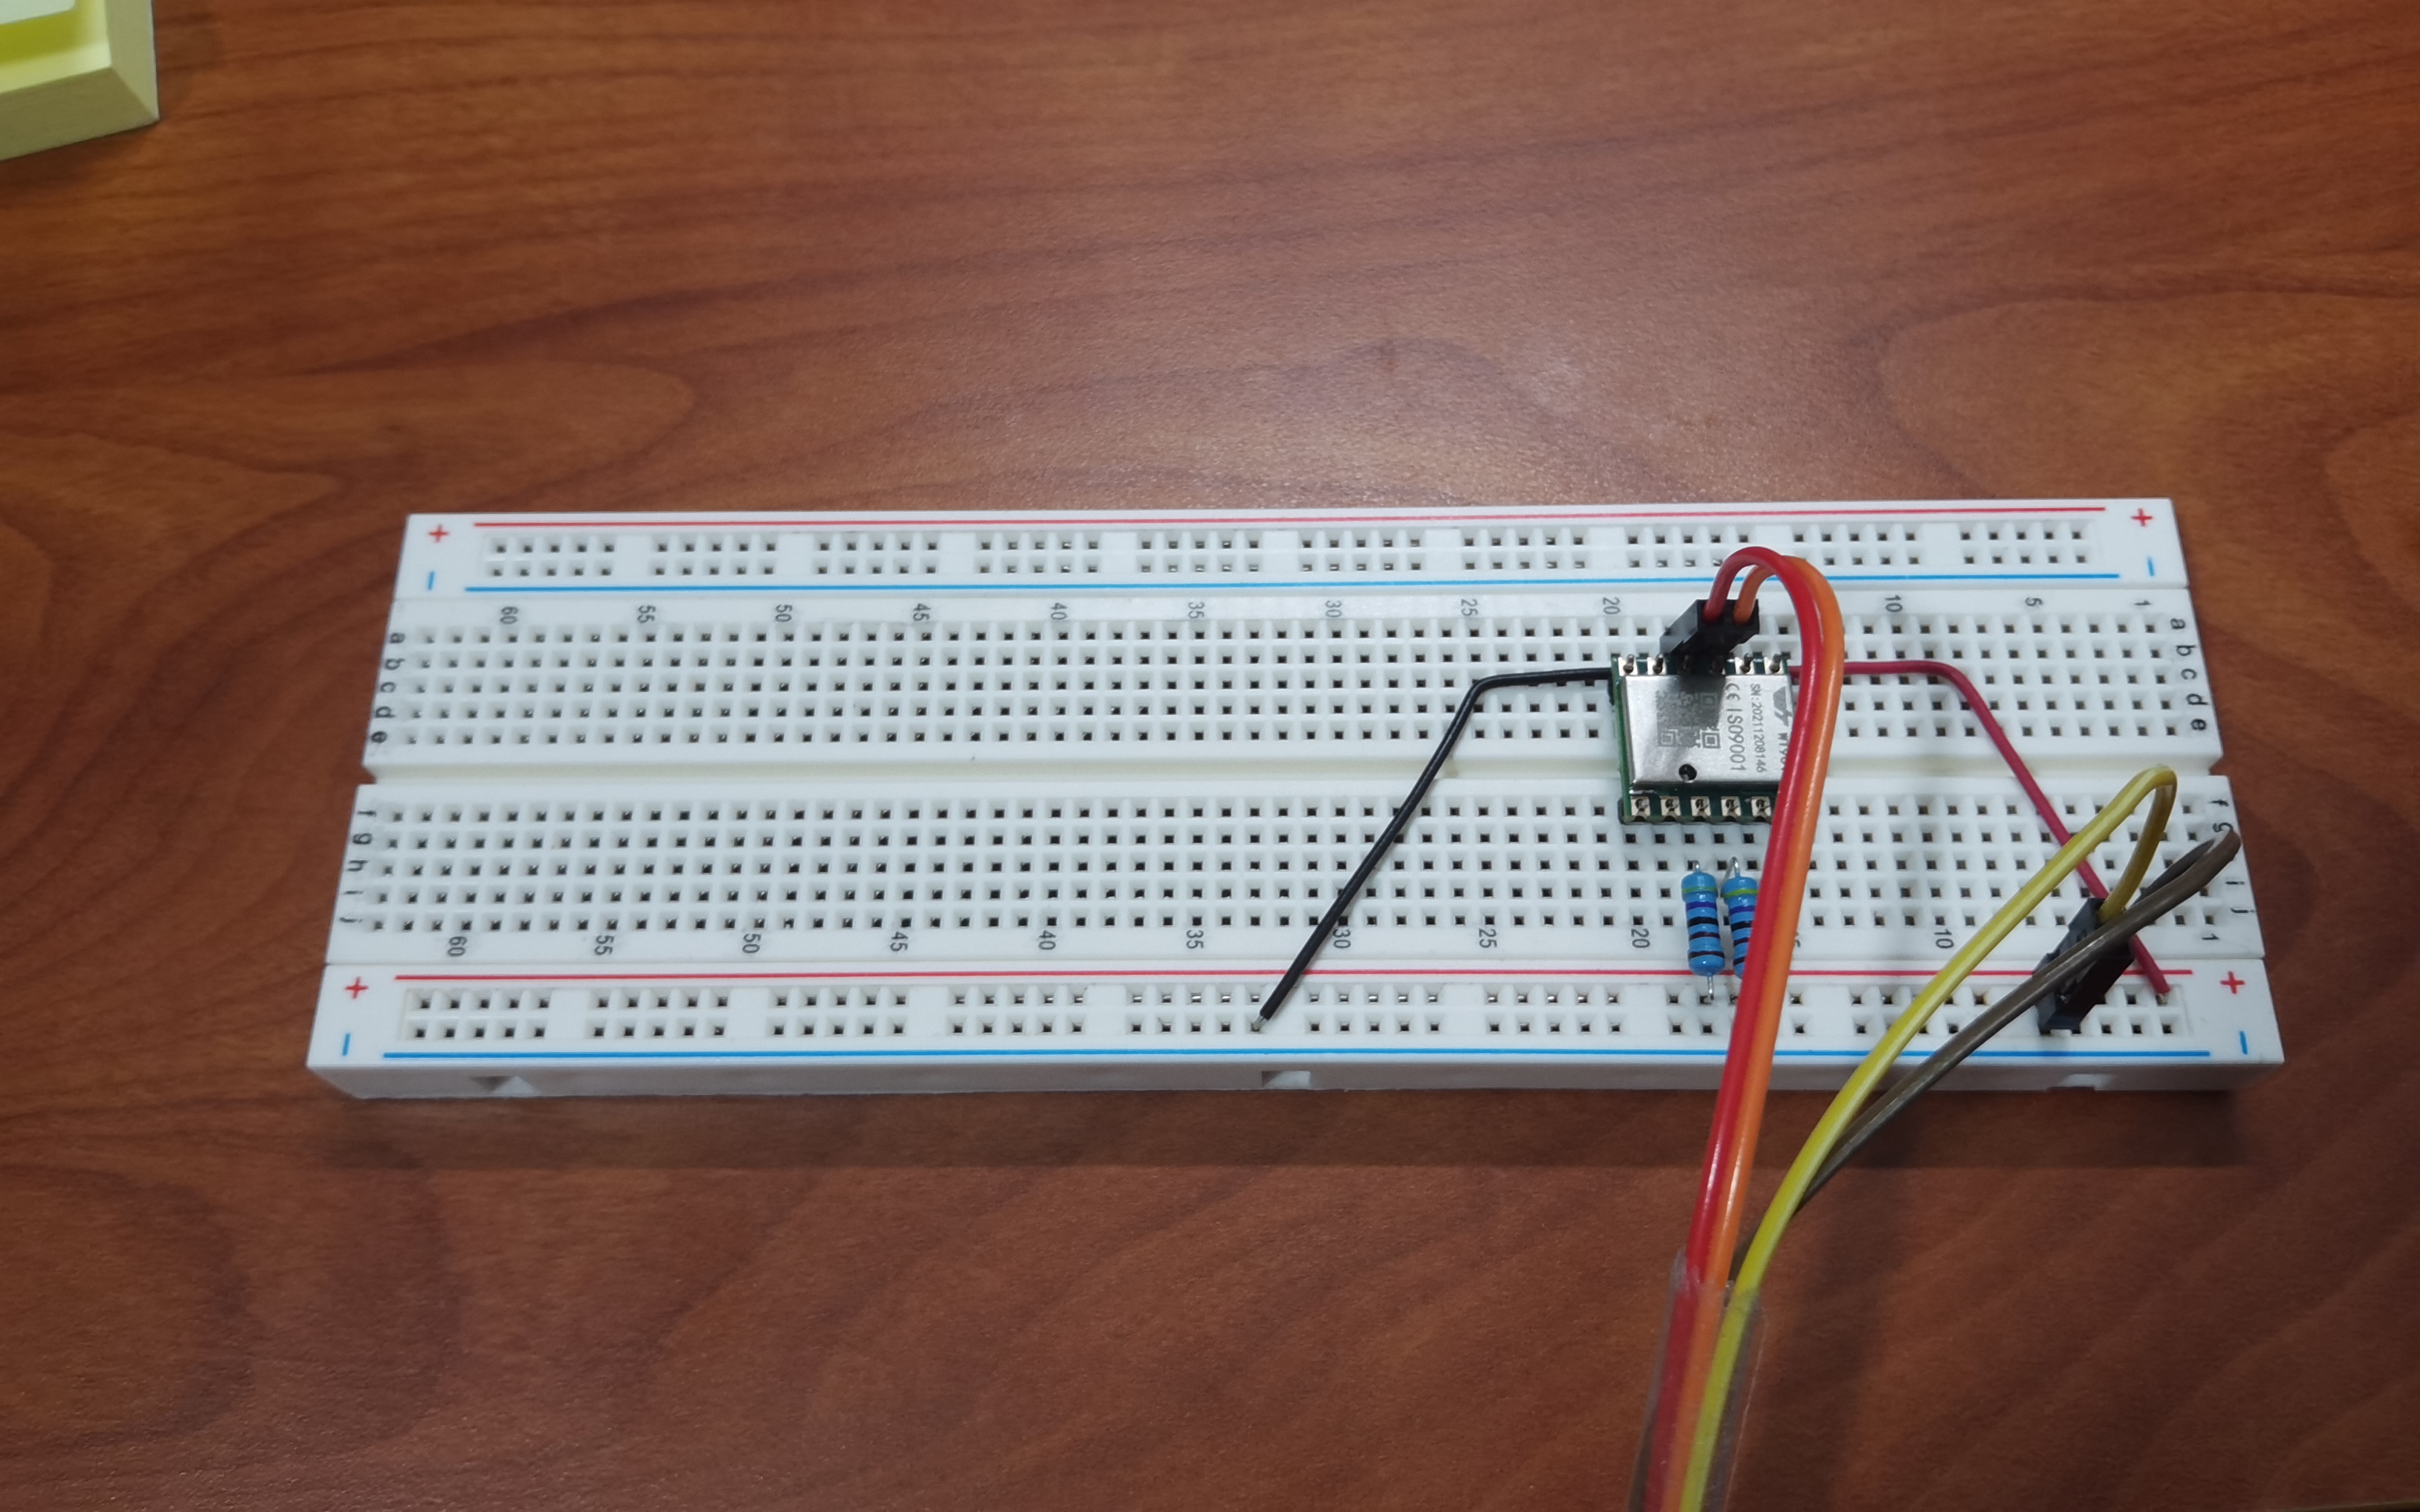 + +
- -
60 55 50 45 40 35 30 25 20 10 5 1
a a
b b
c c
d d
e e
SN:20211208146
CE ISO9001
f f
g g
h
i i
j j
60 55 50 45 40 35 30 25 20 10 1
+ +
- -